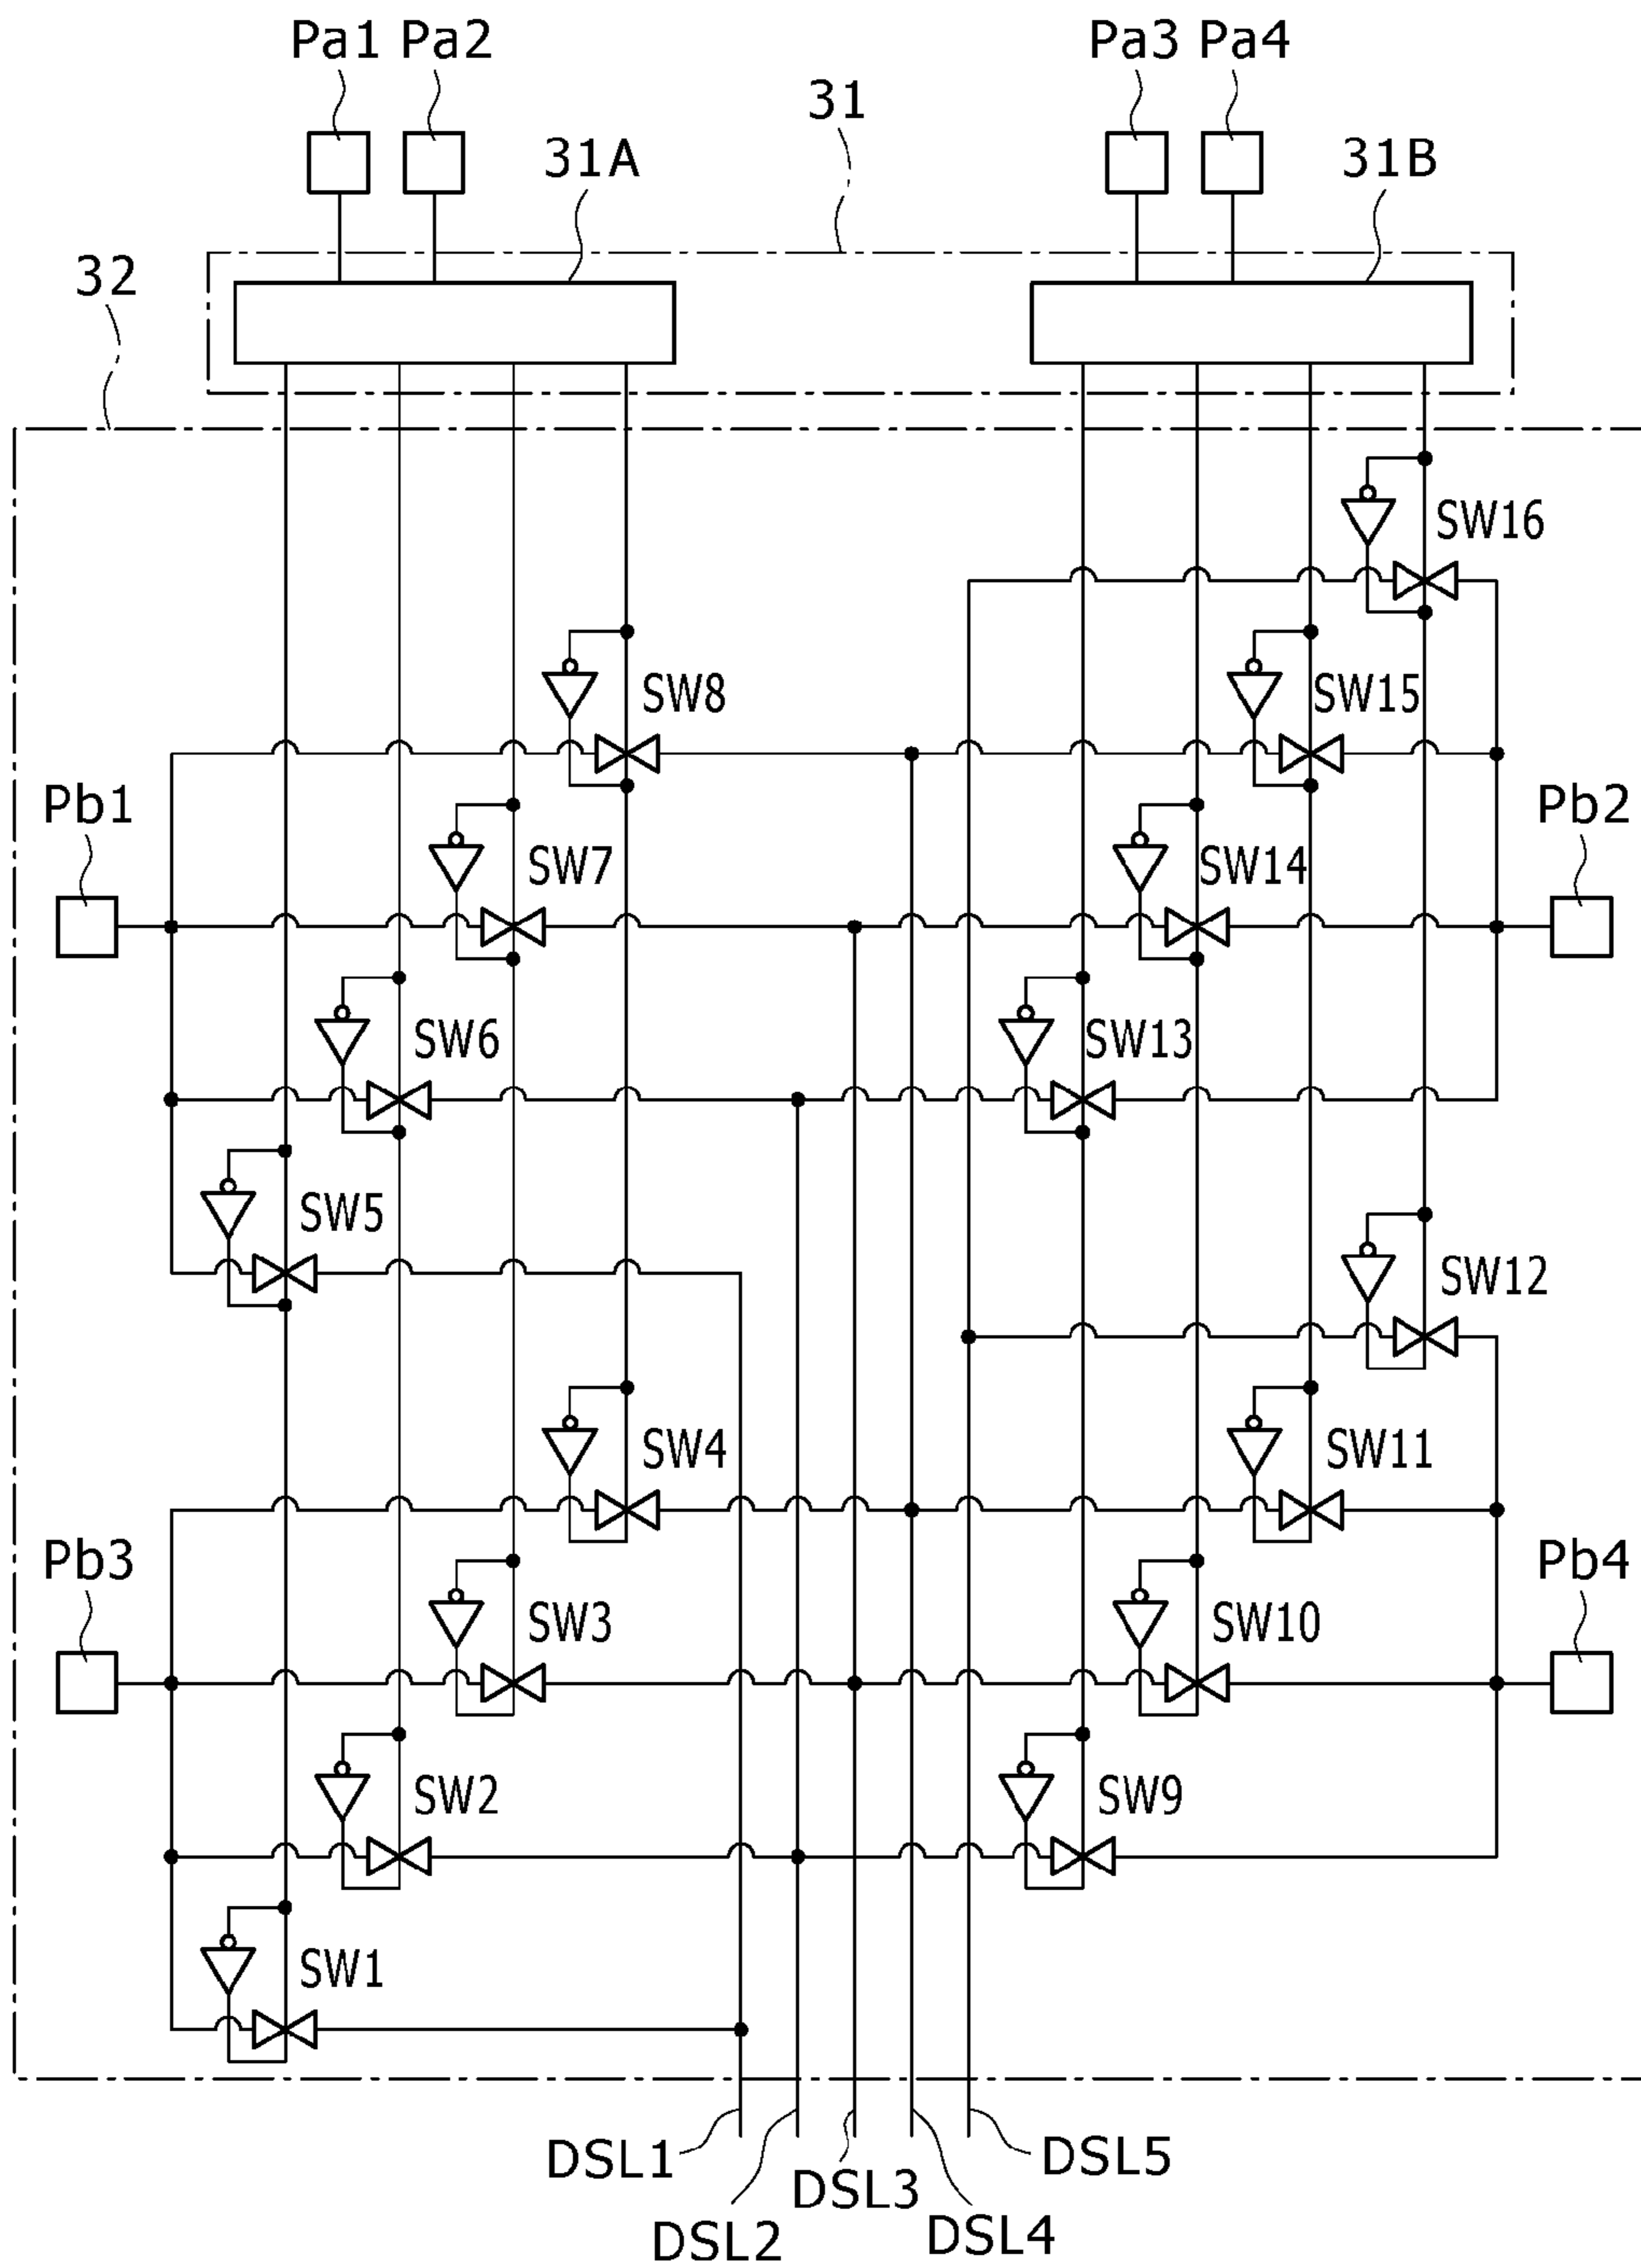 Pa1 Pa2 Pa3 Pa4
31
31A 31B
32
SW16
SW8 SW15
Pb1 Pb2
SW7 SW14
SW6 SW13
SW5
SW12
SW4 SW11
Pb3 Pb4
SW3 SW10
SW2 SW9
SW1
DSL1 DSL5
DSL3
DSL2 DSL4